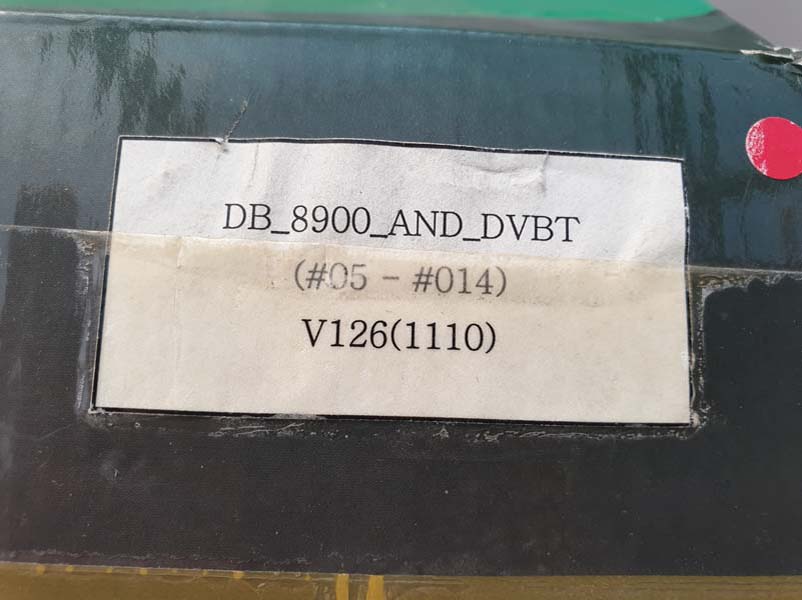 DB_8900_AND_DVBT
(#05 - #014)
V126(1110)